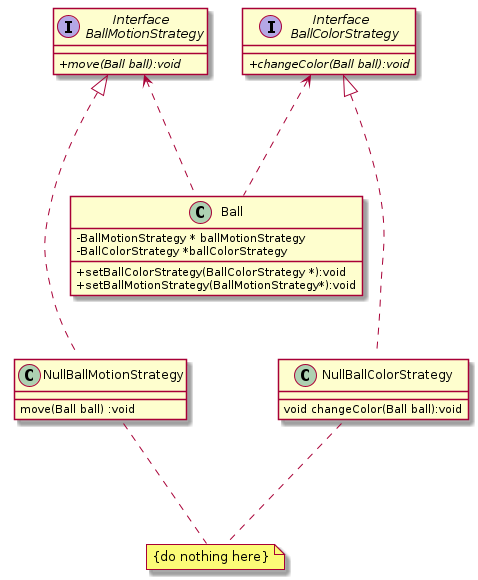 I
Interface
BallMotionStrategy
+move(Ball ball):void
I
Interface
BallColorStrategy
+changeColor(Ball ball):void
C Ball
-BallMotionStrategy * ballMotionStrategy
-BallColorStrategy *ballColorStrategy
+setBallColorStrategy(BallColorStrategy *):void
+setBallMotionStrategy(BallMotionStrategy*):void
C NullBallMotionStrategy
move(Ball ball) :void
C NullBallColorStrategy
void changeColor(Ball ball):void
{do nothing here}